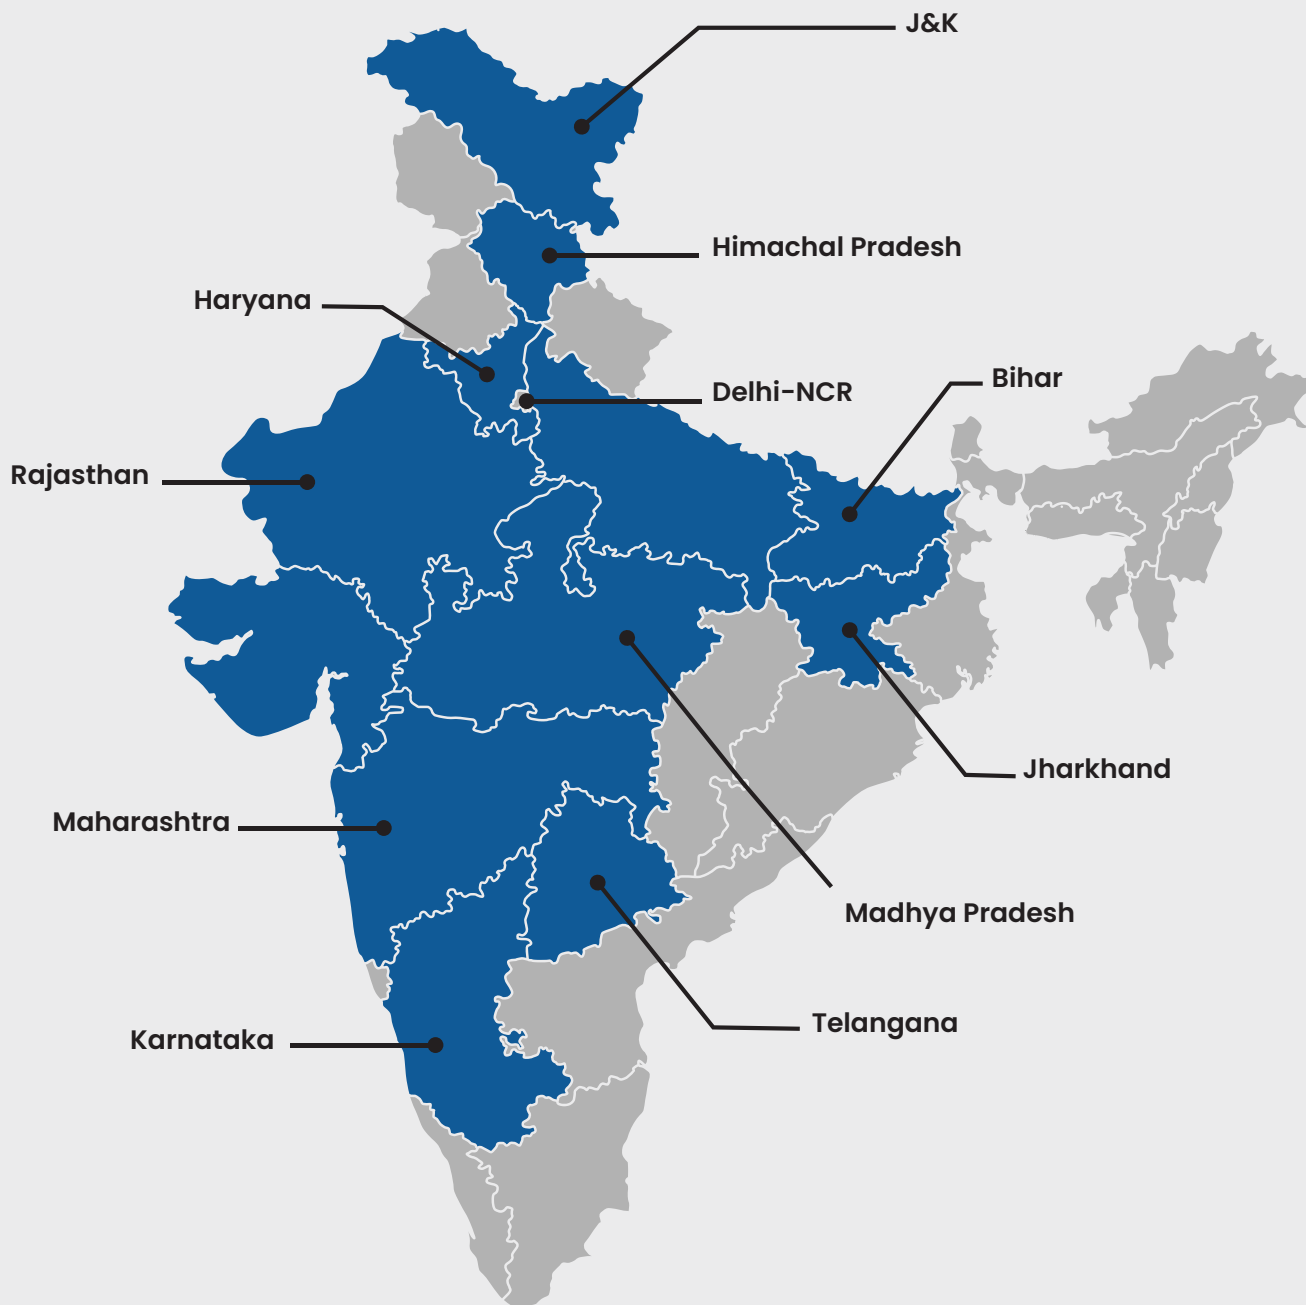 J&K
Himachal Pradesh
Haryana
Bihar
Delhi-NCR
Rajasthan
Jharkhand
Maharashtra
Madhya Pradesh
Telangana
Karnataka